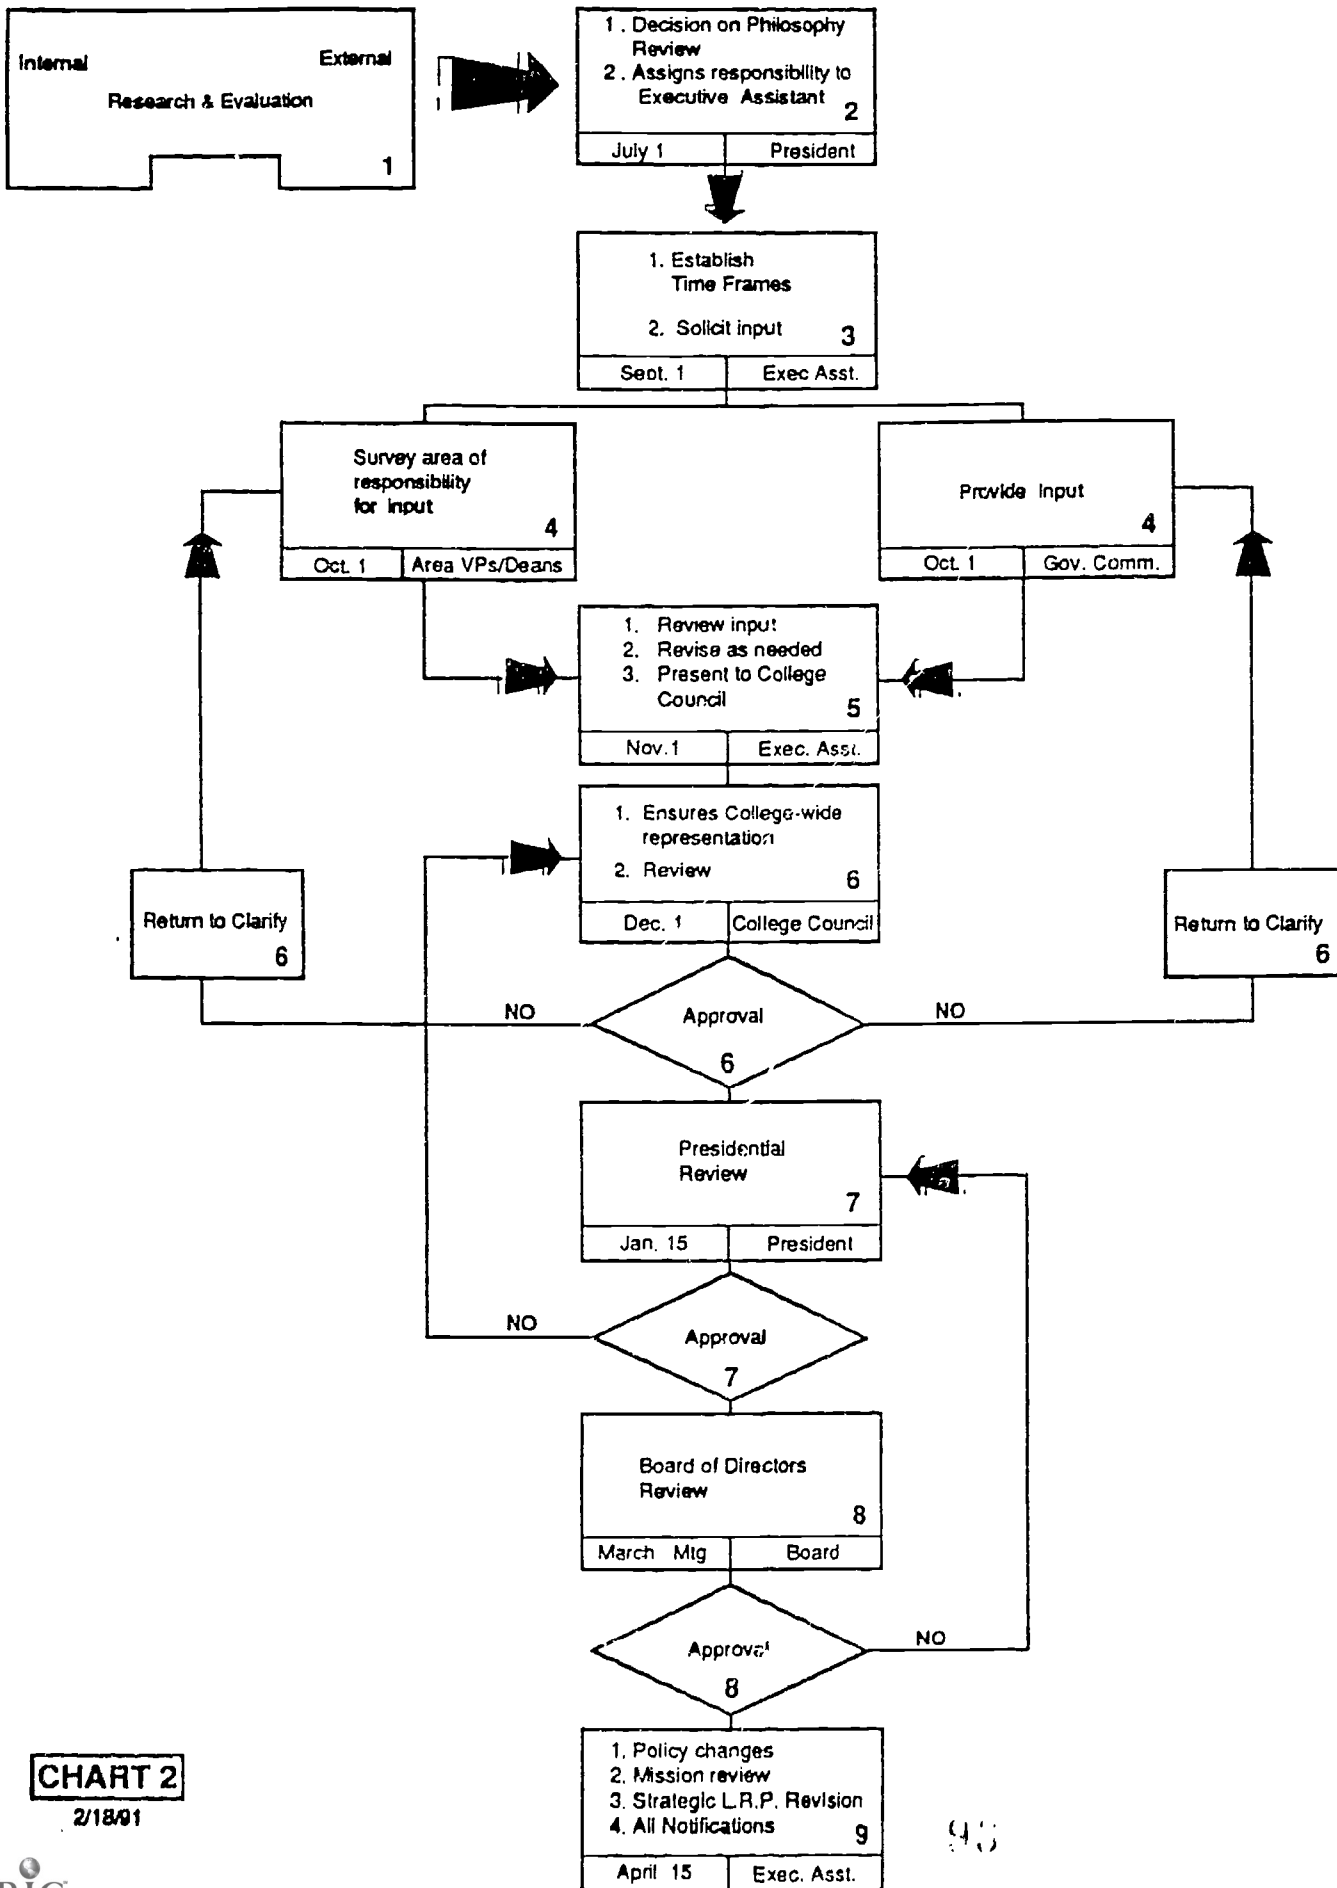 Internal External
Research & Evaluation
1
1. Decision on Philosophy
Review
2. Assigns responsibility to
Executive Assistant
2
July 1 President
1. Establish
Time Frames
2. Solicit input
3
Sept. 1 Exec Asst.
Survey area of
responsibility
for input
4
Oct. 1 Area VPs/Deans
Provide Input
4
Oct. 1 Gov. Comm.
1. Review input
2. Revise as needed
3. Present to College
Council
5
Nov.1 Exec. Asst.
1. Ensures College-wide
representation
2. Review
6
Dec. 1 College Council
Return to Clarify
6
Return to Clarify
6
NO
Approval
6
NO
Presidential
Review
7
Jan. 15 President
NO
Approval
7
Board of Directors
Review
8
March Mtg Board
Approval
8
NO
1. Policy changes
2. Mission review
3. Strategic L.R.P. Revision
4. All Notifications
9
April 15 Exec. Asst.
CHART 2
2/18/91